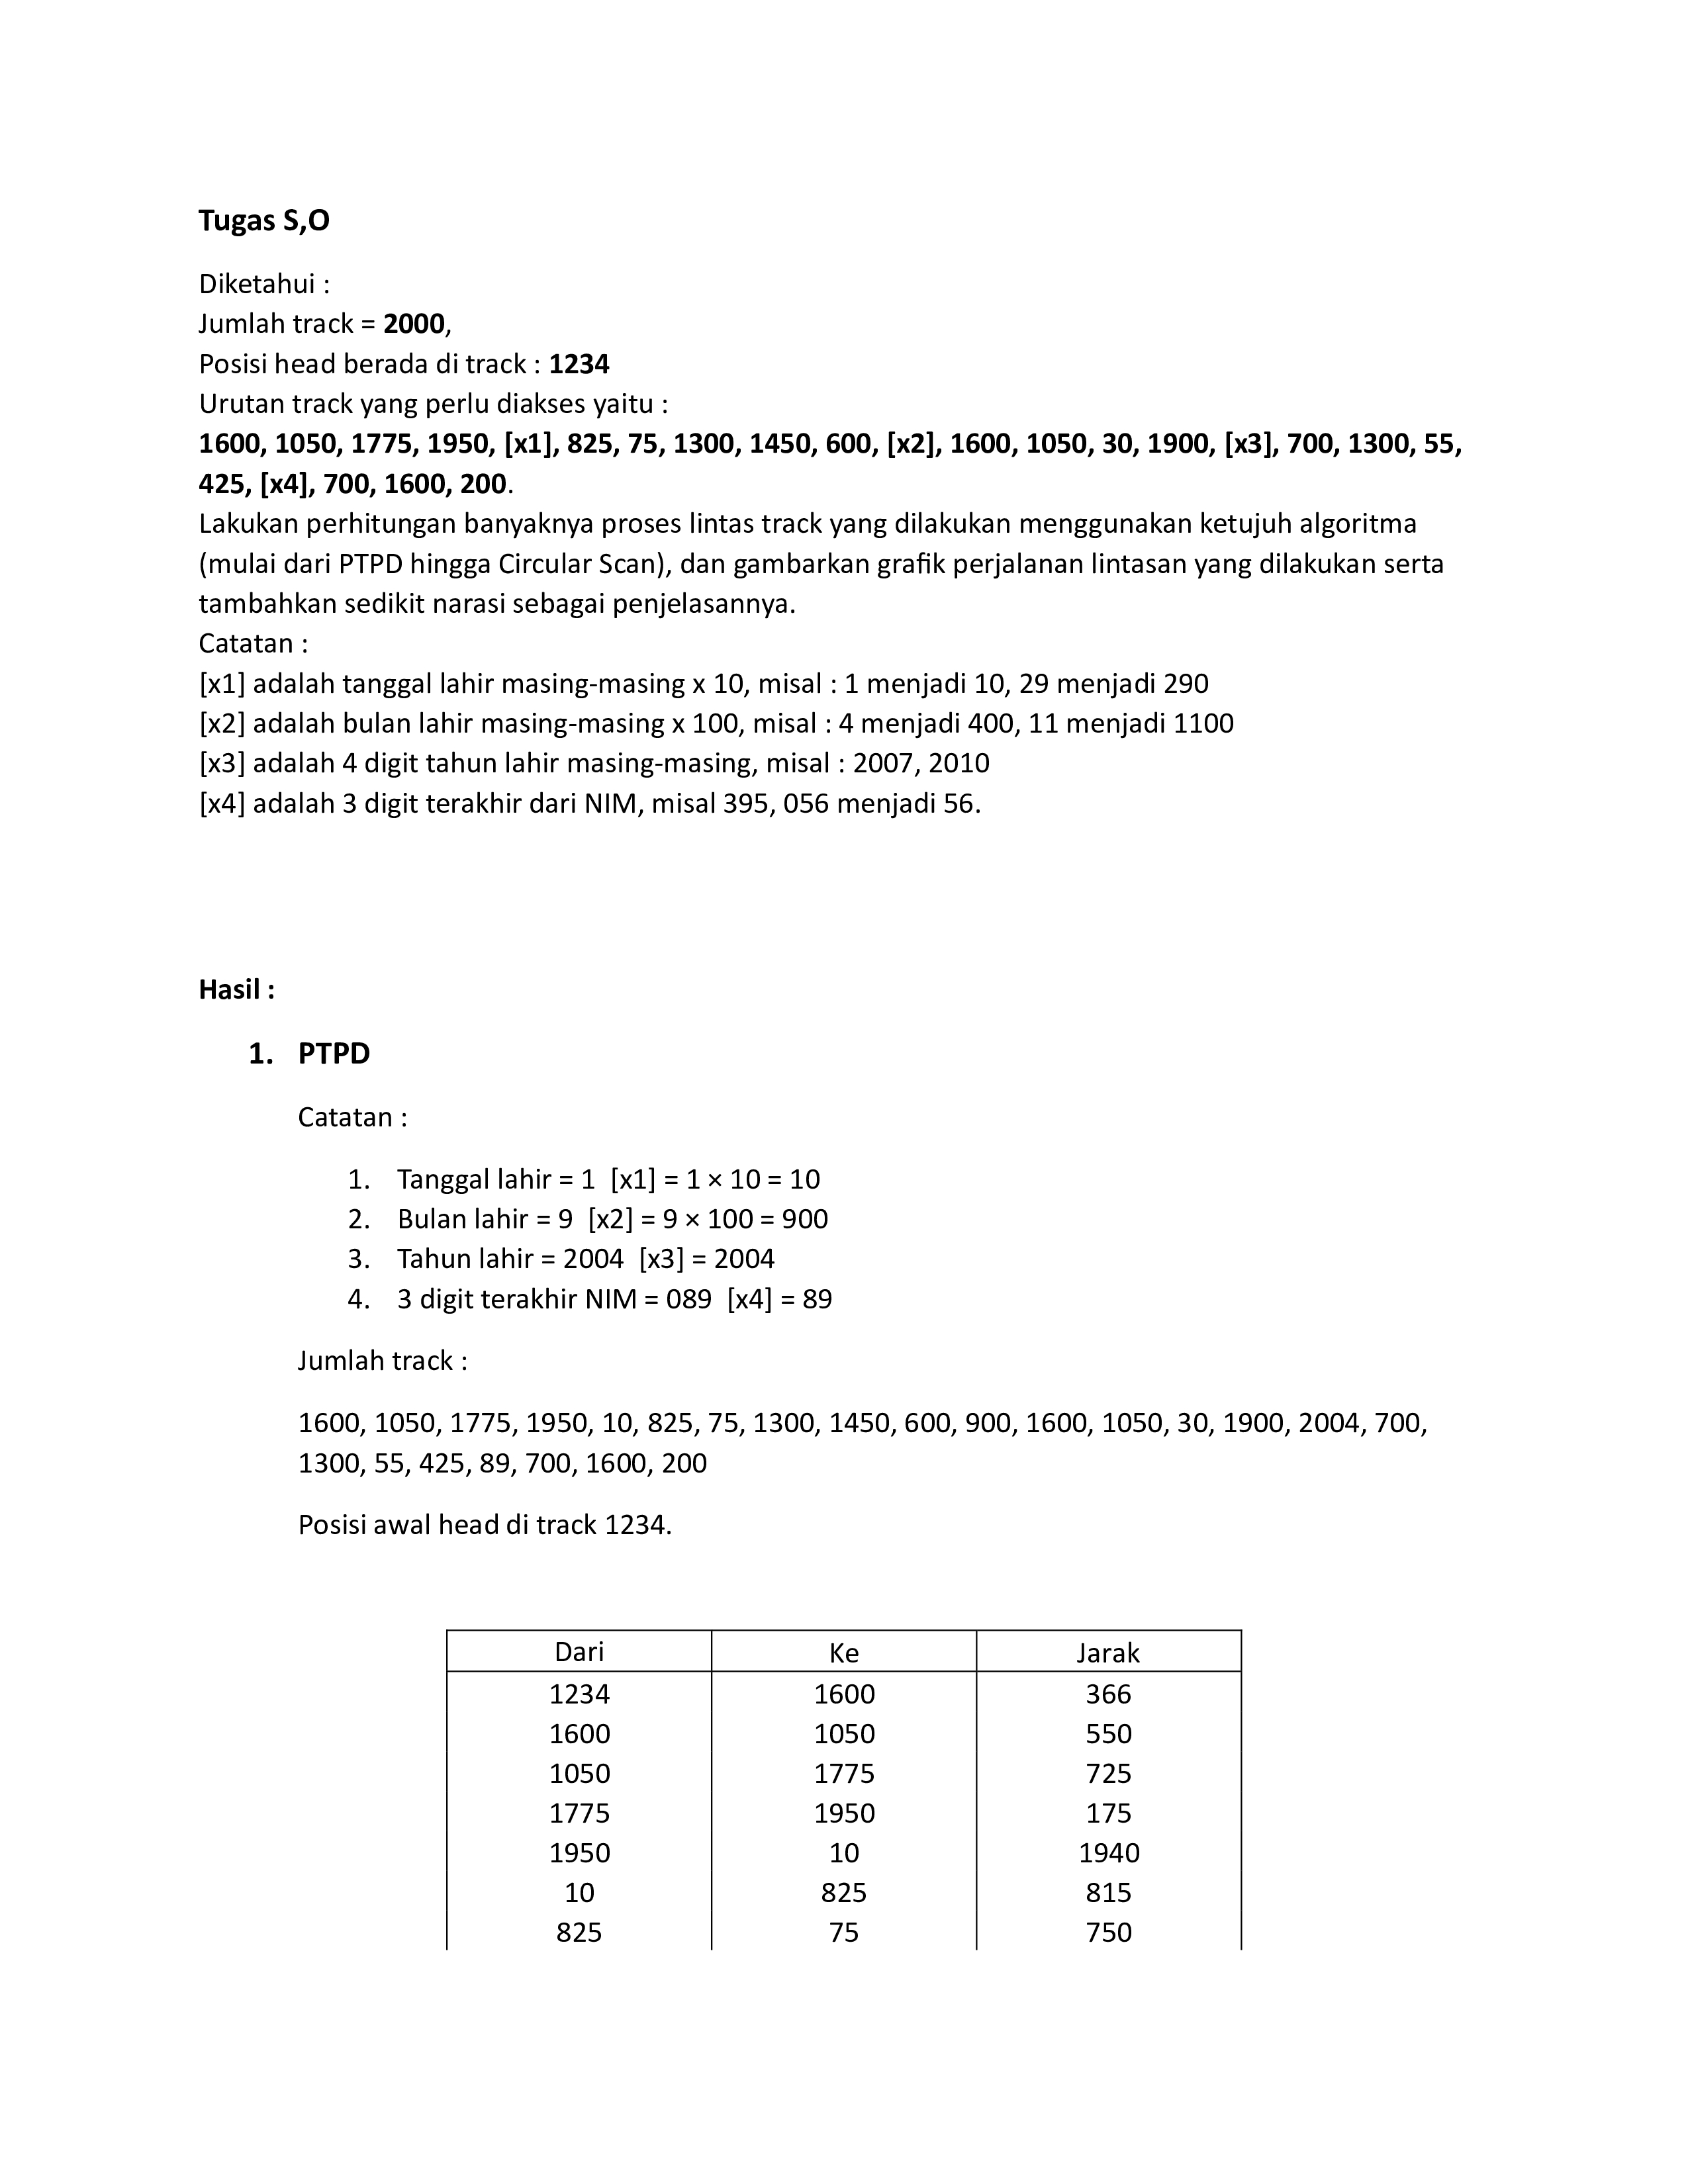 Tugas S,O
Diketahui :
Jumlah track = 2000,
Posisi head berada di track : 1234
Urutan track yang perlu diakses yaitu :
1600, 1050, 1775, 1950, [x1], 825, 75, 1300, 1450, 600, [x2], 1600, 1050, 30, 1900, [x3], 700, 1300, 55,
425, [x4], 700, 1600, 200.
Lakukan perhitungan banyaknya proses lintas track yang dilakukan menggunakan ketujuh algoritma
(mulai dari PTPD hingga Circular Scan), dan gambarkan grafik perjalanan lintasan yang dilakukan serta
tambahkan sedikit narasi sebagai penjelasannya.
Catatan :
[x1] adalah tanggal lahir masing-masing x 10, misal : 1 menjadi 10, 29 menjadi 290
[x2] adalah bulan lahir masing-masing x 100, misal : 4 menjadi 400, 11 menjadi 1100
[x3] adalah 4 digit tahun lahir masing-masing, misal : 2007, 2010
[x4] adalah 3 digit terakhir dari NIM, misal 395, 056 menjadi 56.
Hasil :
1. PTPD
Catatan :
1. Tanggal lahir = 1 [x1] = 1 × 10 = 10
2. Bulan lahir = 9 [x2] = 9 × 100 = 900
3. Tahun lahir = 2004 [x3] = 2004
4. 3 digit terakhir NIM = 089 [x4] = 89
Jumlah track :
1600, 1050, 1775, 1950, 10, 825, 75, 1300, 1450, 600, 900, 1600, 1050, 30, 1900, 2004, 700,
1300, 55, 425, 89, 700, 1600, 200
Posisi awal head di track 1234.
Dari Ke Jarak
1234 1600 366
1600 1050 550
1050 1775 725
1775 1950 175
1950 10 1940
10 825 815
825 75 750